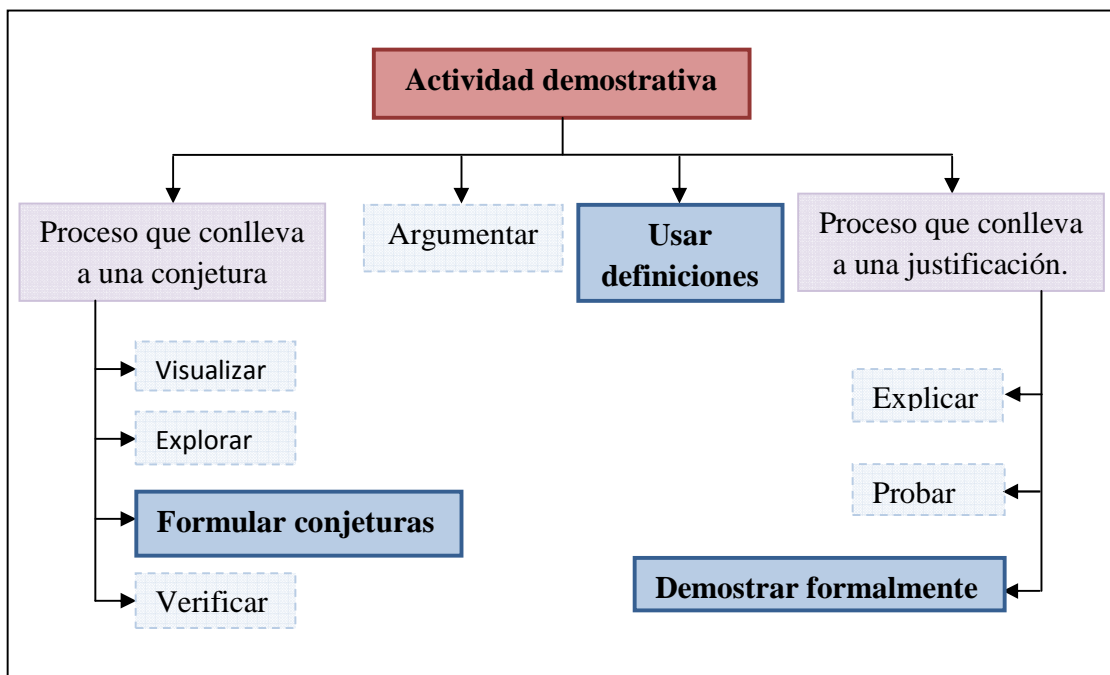 Actividad demostrativa
Proceso que conlleva
a una conjetura
Argumentar
Usar
definiciones
Proceso que conlleva
a una justificación.
Visualizar
Explorar
Formular conjeturas
Verificar
Explicar
Probar
Demostrar formalmente